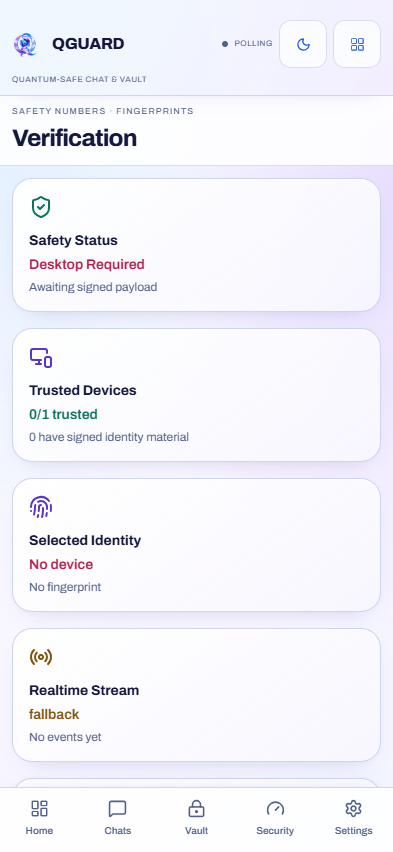 QGUARD
POLLING
QUANTUM-SAFE CHAT & VAULT
SAFETY NUMBERS · FINGERPRINTS
Verification
Safety Status
Desktop Required
Awaiting signed payload
Trusted Devices
0/1 trusted
0 have signed identity material
Selected Identity
No device
No fingerprint
Realtime Stream
fallback
No events yet
Home
Chats
Vault
Security
Settings